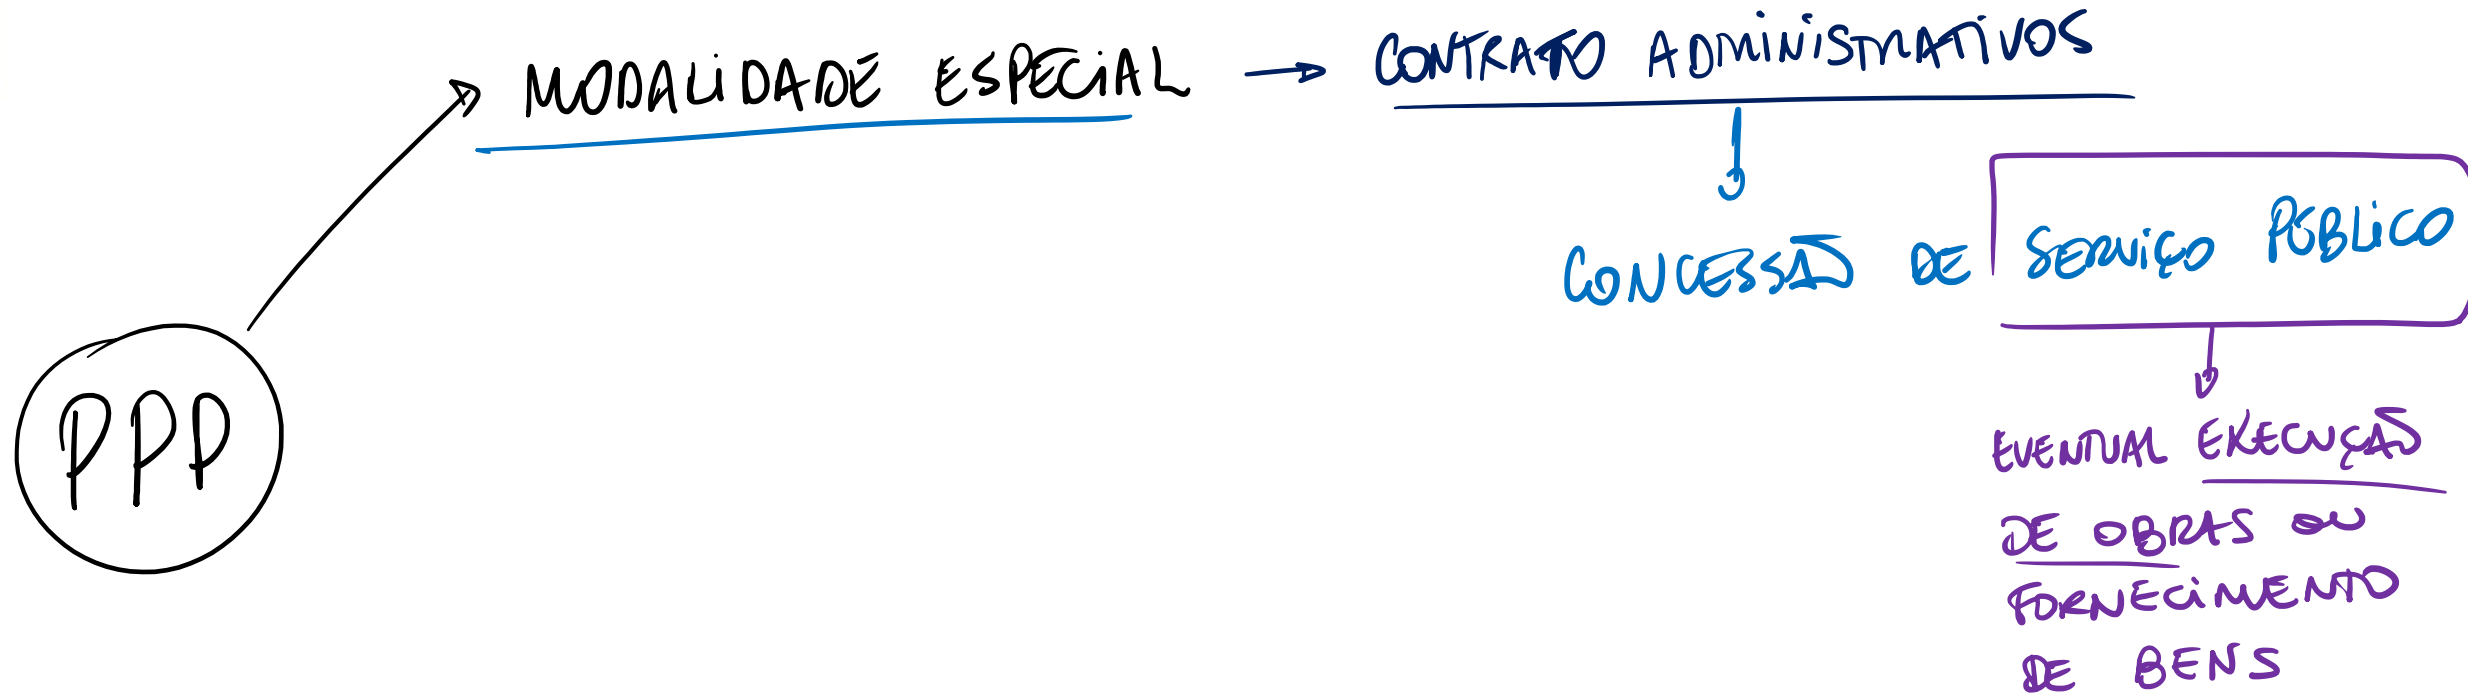 MODALIDADE ESPECIAL → CONTRATO ADMINISTRATIVOS
CONCESSÃO DE SERVIÇO PÚBLICO
PPP
EVENTUAL EXECUÇÃO
DE OBRAS OU
FORNECIMENTO
DE BENS